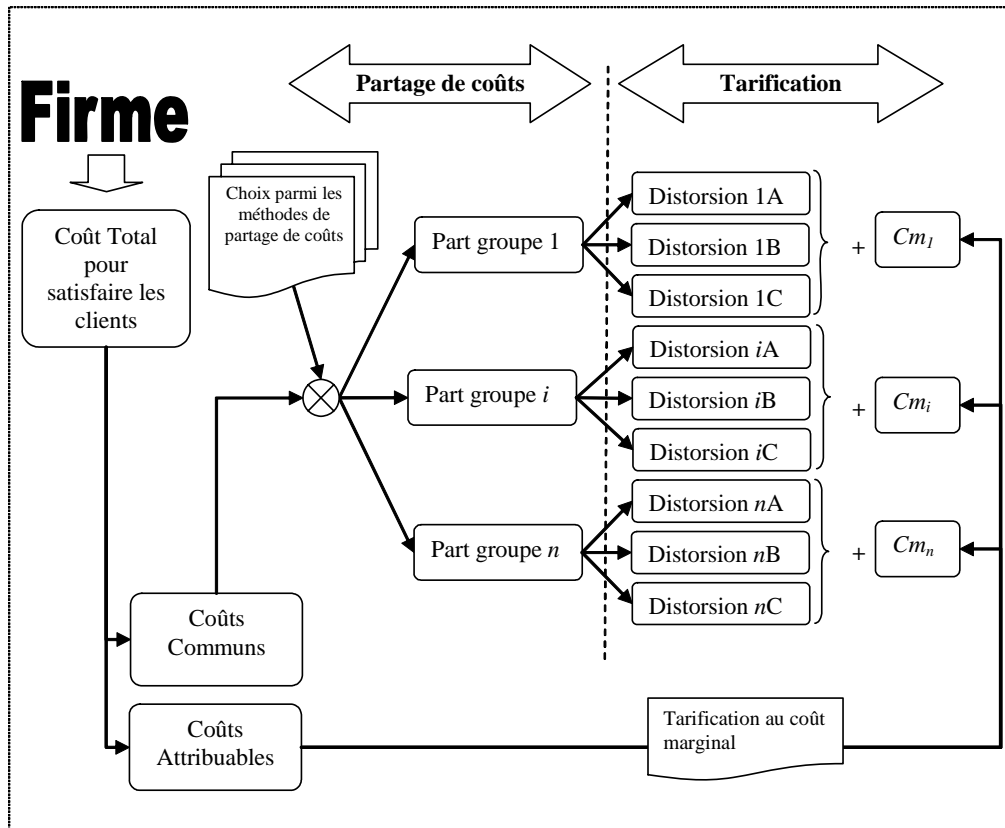 Partage de coûts
Tarification
Firme
Choix parmi les
méthodes de
partage de coûts
Coût Total
pour
satisfaire les
clients
Part groupe 1
Distorsion 1A
Distorsion 1B
Distorsion 1C
+
Cm1
Part groupe i
Distorsion iA
Distorsion iB
Distorsion iC
+
Cmi
Part groupe n
Distorsion nA
Distorsion nB
Distorsion nC
+
Cmn
Coûts
Communs
Coûts
Attribuables
Tarification au coût
marginal